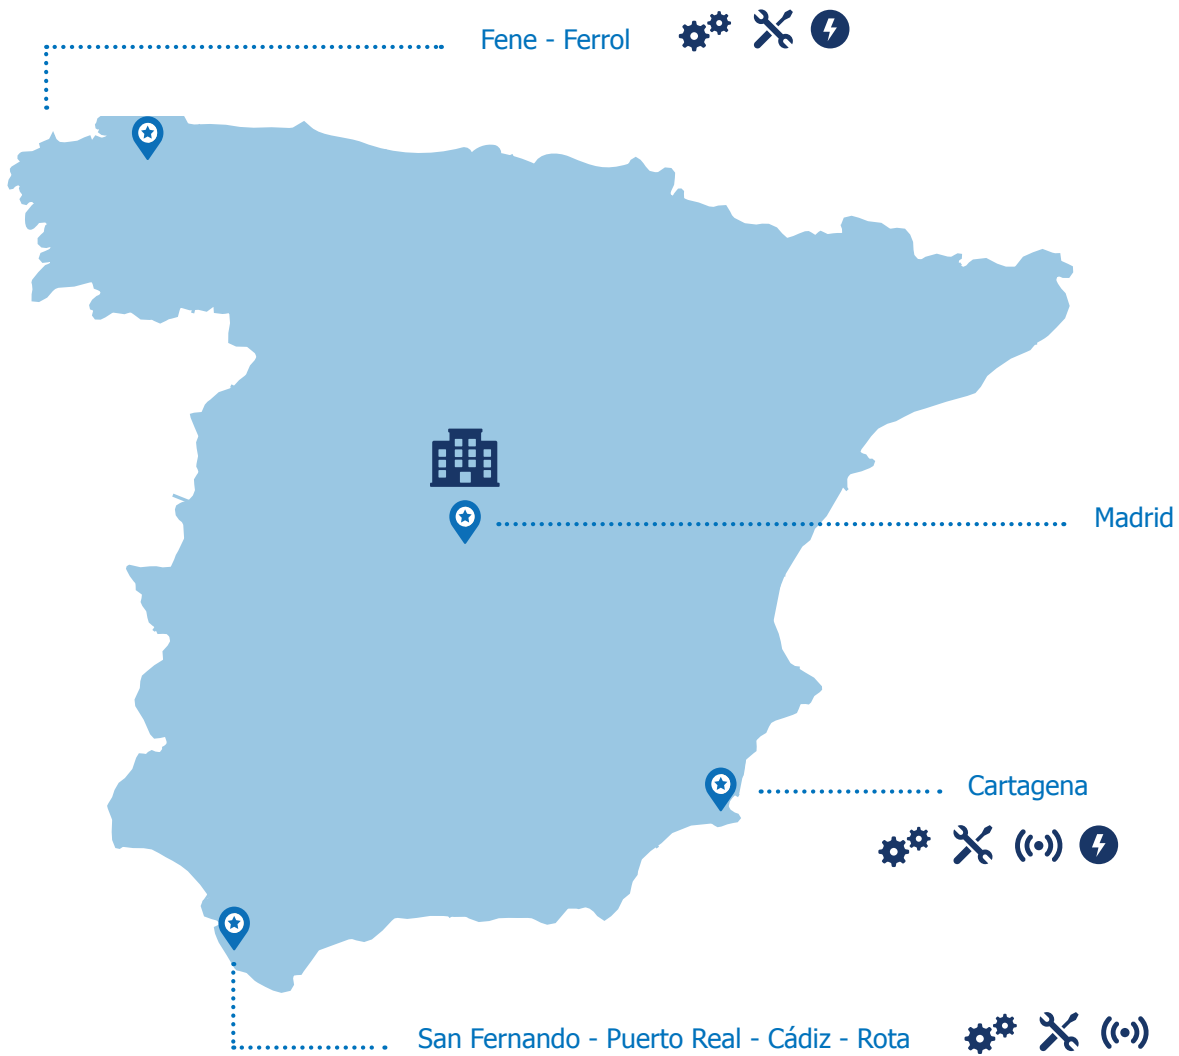 Fene - Ferrol
Madrid
Cartagena
San Fernando - Puerto Real - Cádiz - Rota